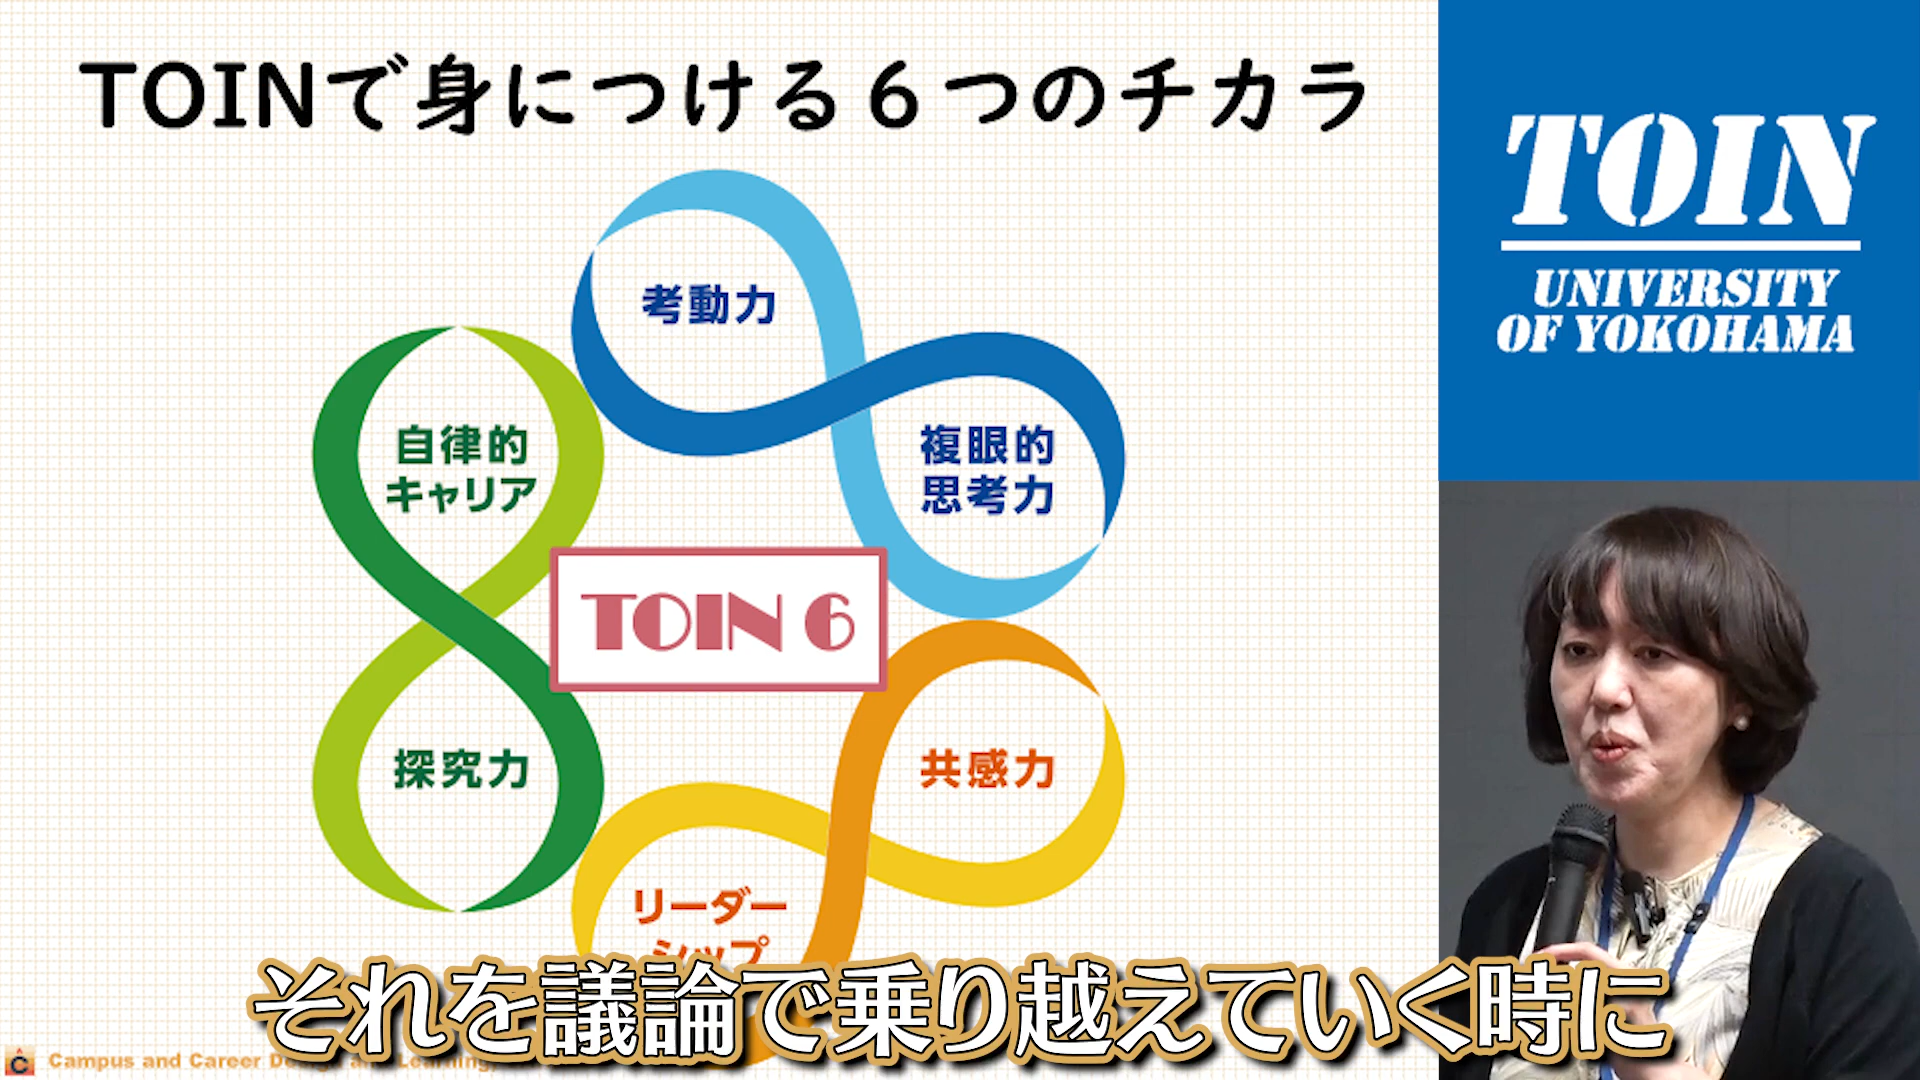 TOINで身につける６つのチカラ
考動力
自律的
キャリア
複眼的
思考力
TOIN 6
探究力
共感力
リーダー
シップ
TOIN
UNIVERSITY
OF YOKOHAMA
それを議論で乗り越えていく時に
Campus and Career